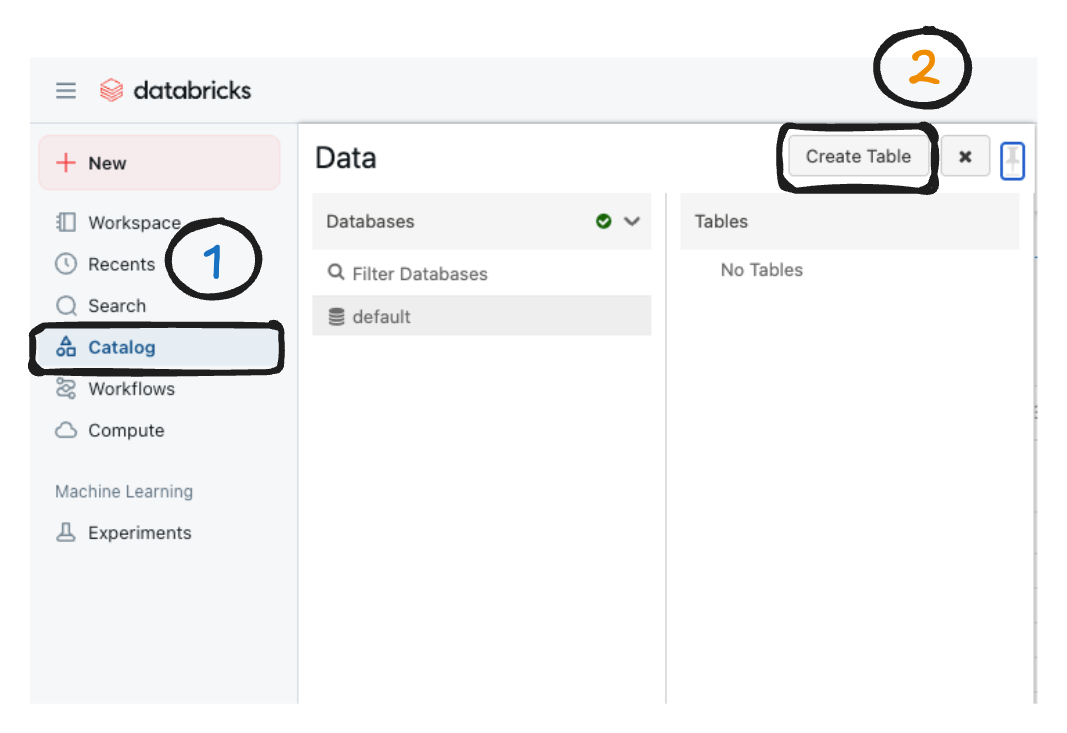 databricks
2
New
Data
Create Table
Workspace
Databases
Tables
1
Recents
Filter Databases
No Tables
Search
default
Catalog
Workflows
Compute
Machine Learning
Experiments